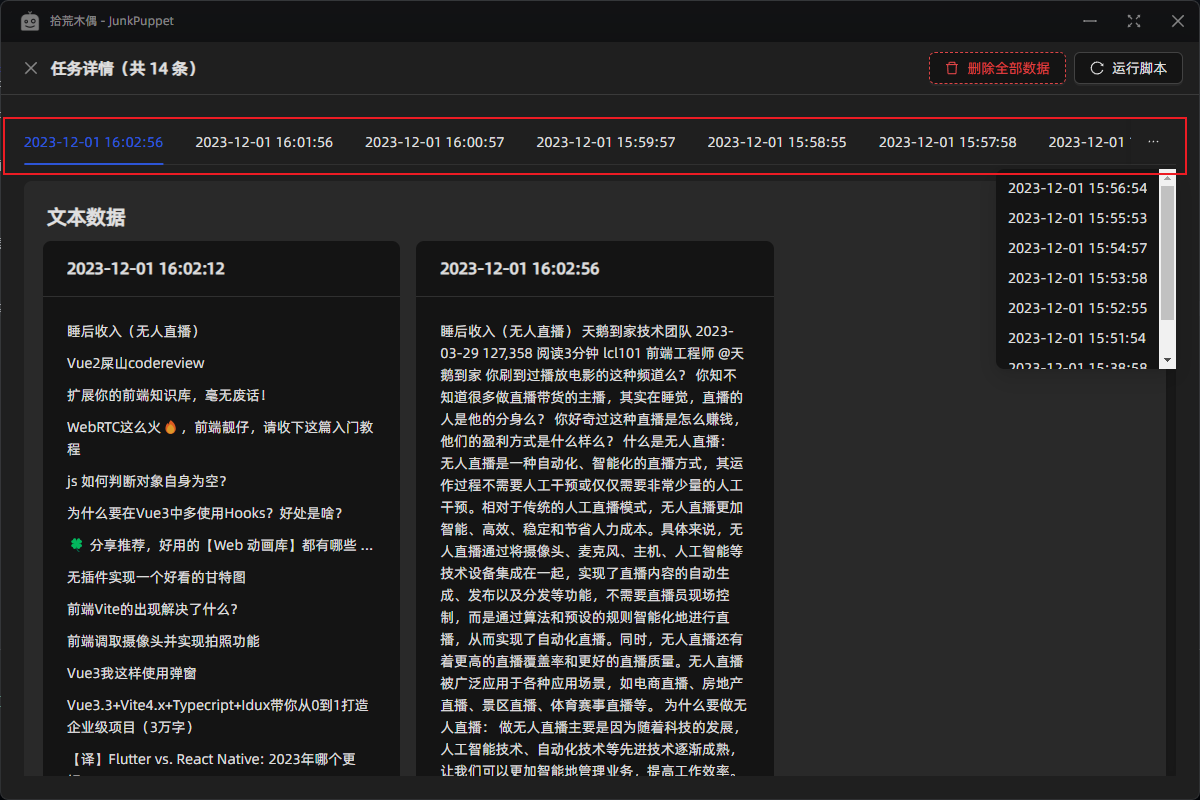 拾荒木偶 - JunkPuppet
任务详情（共 14 条）
删除全部数据
运行脚本
2023-12-01 16:02:56 2023-12-01 16:01:56 2023-12-01 16:00:57 2023-12-01 15:59:57 2023-12-01 15:58:55 2023-12-01 15:57:58 2023-12-01 ···
2023-12-01 15:56:54
2023-12-01 15:55:53
2023-12-01 15:54:57
2023-12-01 15:53:58
2023-12-01 15:52:55
2023-12-01 15:51:54
2023-12-01 15:38:58
文本数据
2023-12-01 16:02:12
睡后收入（无人直播）
Vue2屎山codereview
扩展你的前端知识库，毫无废话！
WebRTC这么火🔥，前端靓仔，请收下这篇入门教
程
js 如何判断对象自身为空？
为什么要在Vue3中多使用Hooks？好处是啥？
🍀 分享推荐，好用的【Web 动画库】都有哪些 ...
无插件实现一个好看的甘特图
前端Vite的出现解决了什么？
前端调取摄像头并实现拍照功能
Vue3我这样使用弹窗
Vue3.3+Vite4.x+Typecript+Idux带你从0到1打造
企业级项目（3万字）
【译】Flutter vs. React Native: 2023年哪个更
2023-12-01 16:02:56
睡后收入（无人直播） 天鹅到家技术团队 2023-
03-29 127,358 阅读3分钟 lcl101 前端工程师 @天
鹅到家 你刷到过播放电影的这种频道么？ 你知不
知道很多做直播带货的主播，其实在睡觉，直播的
人是他的分身么？ 你好奇过这种直播是怎么赚钱，
他们的盈利方式是什么样么？ 什么是无人直播：
无人直播是一种自动化、智能化的直播方式，其运
作过程不需要人工干预或仅仅需要非常少量的人工
干预。相对于传统的人工直播模式，无人直播更加
智能、高效、稳定和节省人力成本。具体来说，无
人直播通过将摄像头、麦克风、主机、人工智能等
技术设备集成在一起，实现了直播内容的自动生
成、发布以及分发等功能，不需要直播员现场控
制，而是通过算法和预设的规则智能化地进行直
播，从而实现了自动化直播。同时，无人直播还有
着更高的直播覆盖率和更好的直播质量。无人直播
被广泛应用于各种应用场景，如电商直播、房地产
直播、景区直播、体育赛事直播等。 为什么要做无
人直播： 做无人直播主要是因为随着科技的发展，
人工智能技术、自动化技术等先进技术逐渐成熟，
让我们可以更加智能地管理业务，提高工作效率。